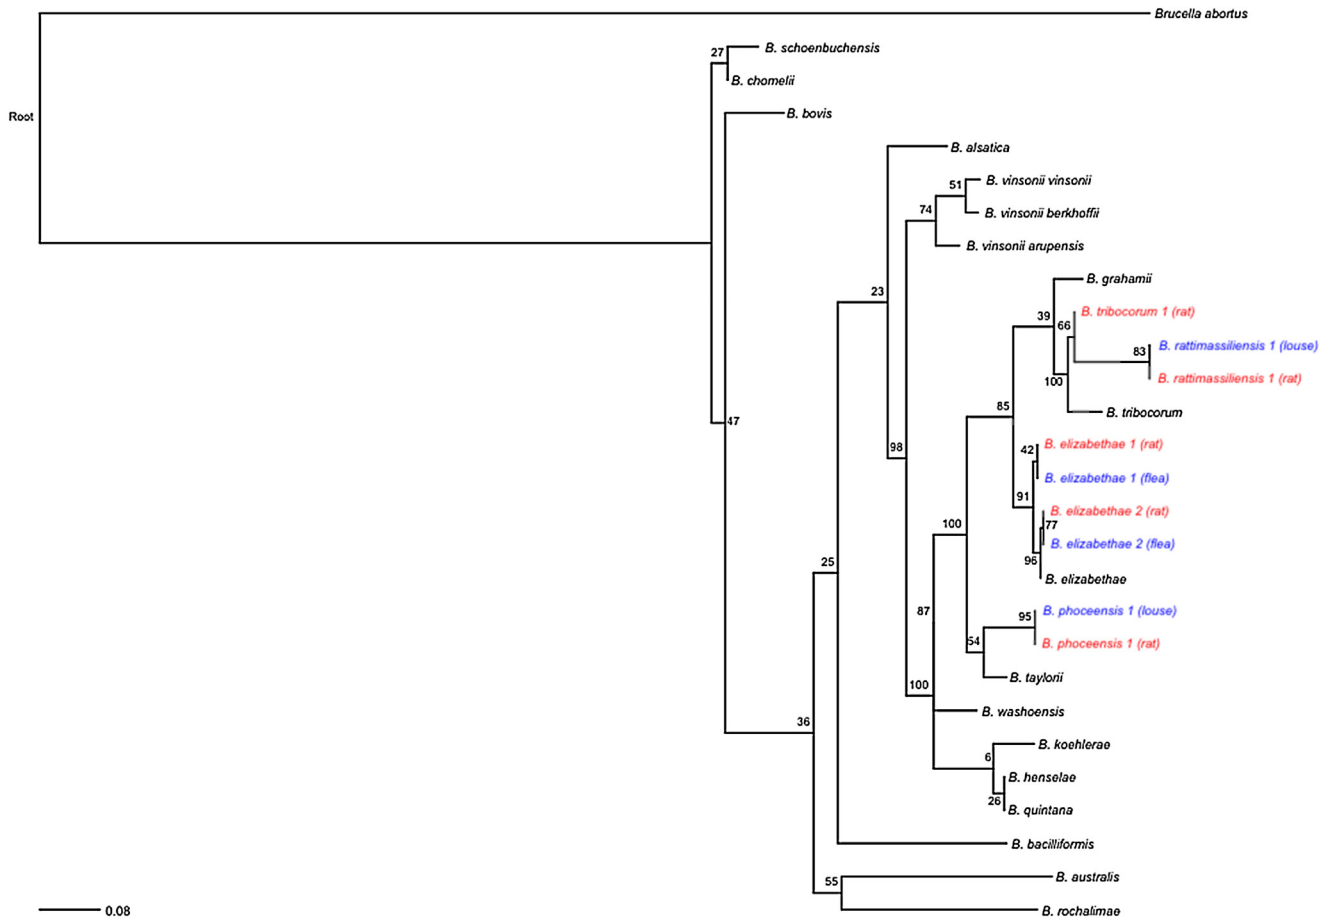 Brucella abortus
B. schoenbuchensis
27
B. chomelii
B. bovis
Root
B. alsatica
B. vinsonii vinsonii
51
B. vinsonii berkhoffii
74
B. vinsonii arupensis
B. grahamii
23
B. tribocorum 1 (rat)
39
66
B. rattimassiliensis 1 (louse)
83
B. rattimassiliensis 1 (rat)
100
85
B. tribocorum
47
B. elizabethae 1 (rat)
98
42
B. elizabethae 1 (flea)
91
B. elizabethae 2 (rat)
100
77
B. elizabethae 2 (flea)
25
96
B. elizabethae
87
B. phoceensis 1 (louse)
95
54
B. phoceensis 1 (rat)
B. taylorii
100
B. washoensis
36
B. koehlerae
6
B. henselae
26
B. quintana
B. bacilliformis
B. australis
55
0.08
B. rochalimae